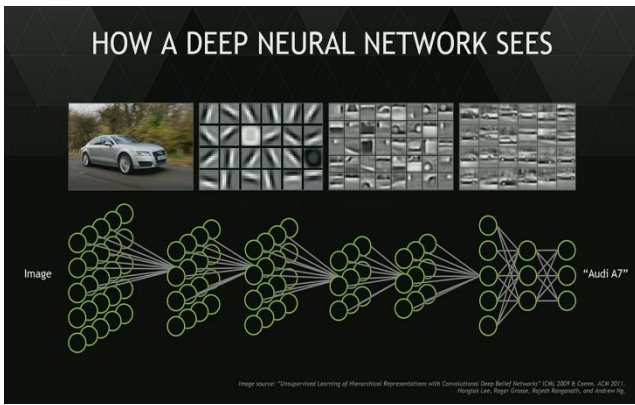 HOW A DEEP NEURAL NETWORK SEES
Image
“Audi A7”
Image source: “Unsupervised Learning of Hierarchical Representations with Convolutional Deep Belief Networks” ICML 2009 & Comm. ACM 2011.
Honglak Lee, Roger Grosse, Rajesh Ranganath, and Andrew Ng.